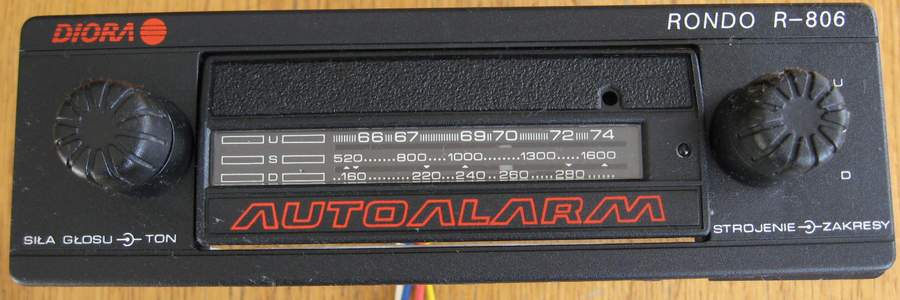 DIORA
RONDO R-806
U 66 67 69 70 72 74
S 520 800 1000 1300 1600
D 160 220 240 260 280
AUTOALARM
SIŁA GŁOSU TON
U
D
STROJENIE ZAKRESY